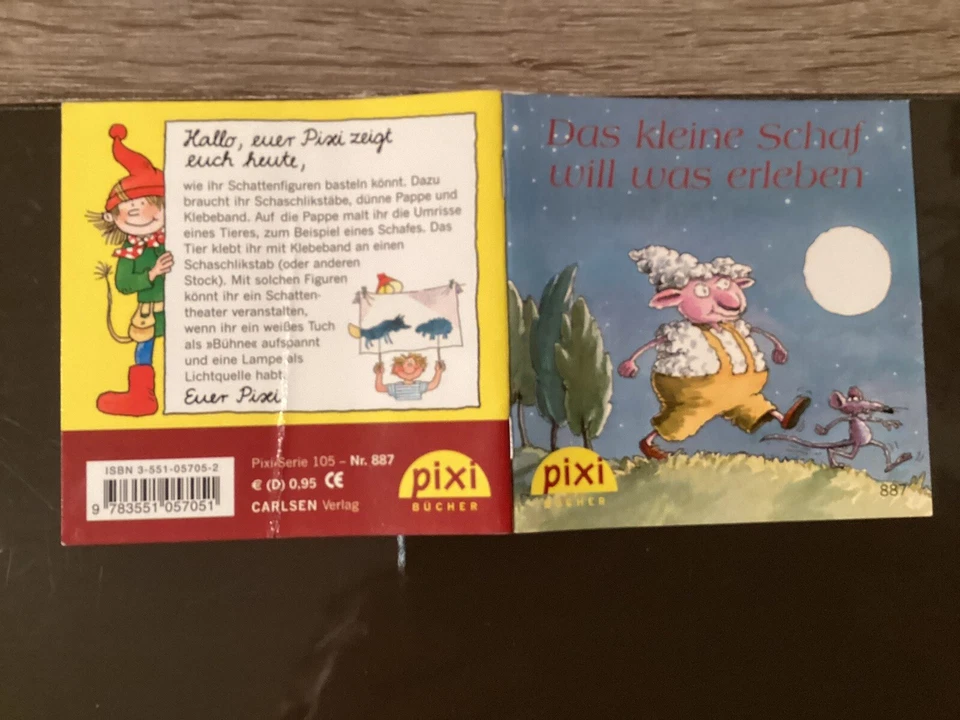 Hallo, euer Pixi zeigt
euch heute,
wie ihr Schattenfiguren basteln könnt. Dazu
braucht ihr Schaschlikstäbe, dünne Pappe und
Klebeband. Auf die Pappe malt ihr die Umrisse
eines Tieres, zum Beispiel eines Schafes. Das
Tier klebt ihr mit Klebeband an einen
Schaschlikstab (oder anderen
Stock). Mit solchen Figuren
könnt ihr ein Schatten-
theater veranstalten,
wenn ihr ein weißes Tuch
als »Bühne« aufspannt
und eine Lampe als
Lichtquelle habt.
Euer Pixi
ISBN 3-551-05705-2
9 783551 057051
Pixi-Serie 105 – Nr. 887
€ (D) 0,95 CE
CARLSEN Verlag
pixi
BÜCHER
Das kleine Schaf
will was erleben
pixi
BÜCHER
887